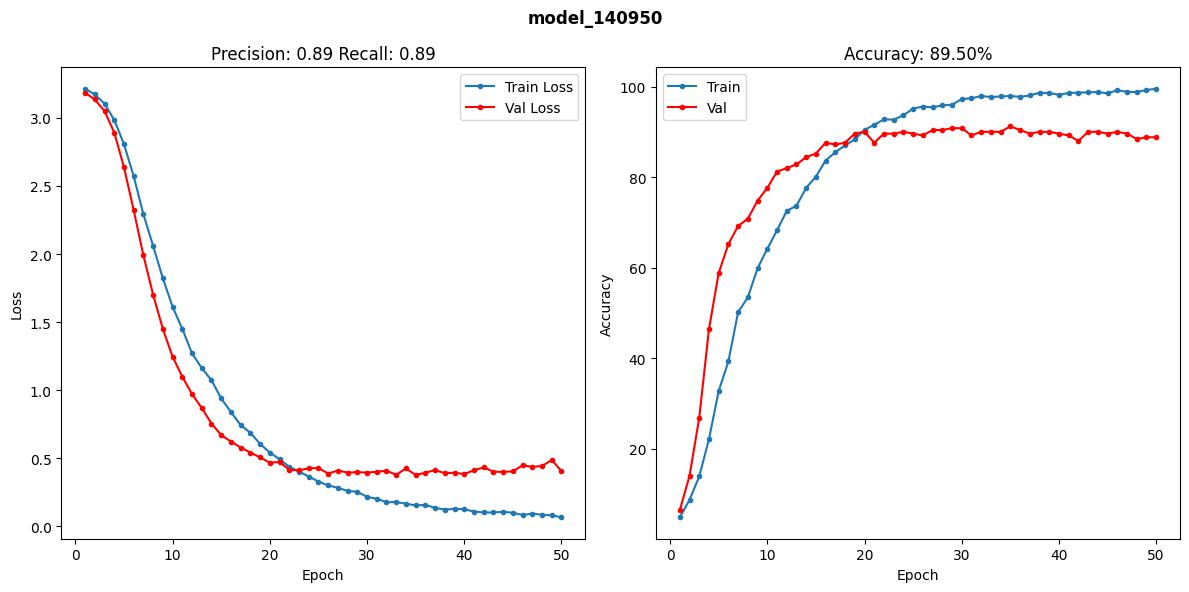 model_140950
Precision: 0.89 Recall: 0.89
Train Loss
Val Loss
3.0
2.5
2.0
1.5
1.0
0.5
0.0
Loss
0 10 20 30 40 50
Epoch
Accuracy: 89.50%
Train
Val
100
80
60
40
20
Accuracy
0 10 20 30 40 50
Epoch